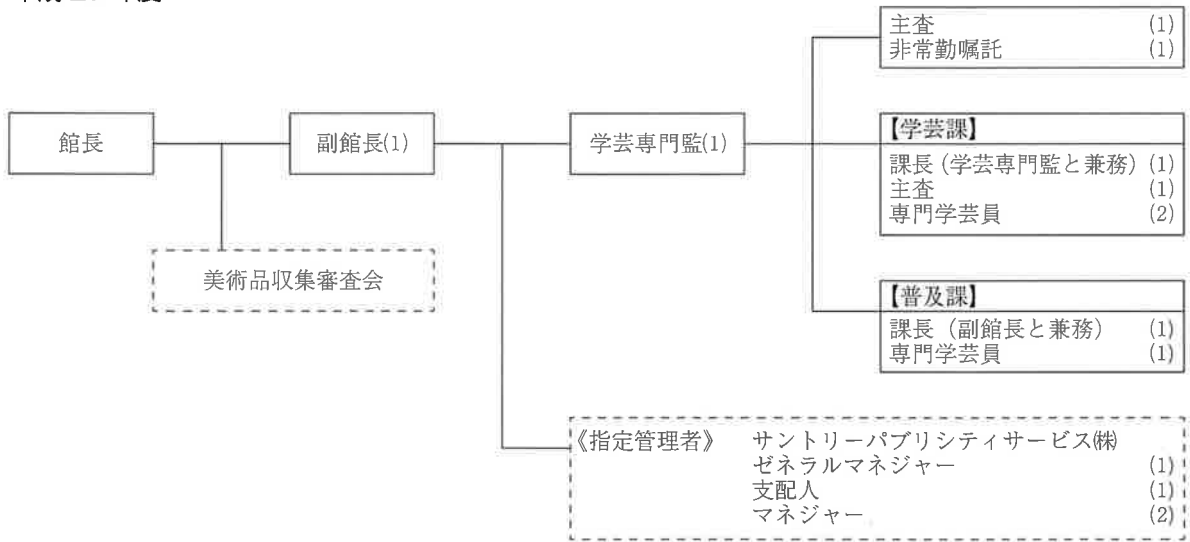 館長
副館長(1)
学芸専門監(1)
美術品収集審査会
主査 (1)
非常勤嘱託 (1)
【学芸課】
課長（学芸専門監と兼務）(1)
主査 (1)
専門学芸員 (2)
【普及課】
課長（副館長と兼務） (1)
専門学芸員 (1)
《指定管理者》 サントリーパブリシティサービス㈱
ゼネラルマネジャー (1)
支配人 (1)
マネジャー (2)